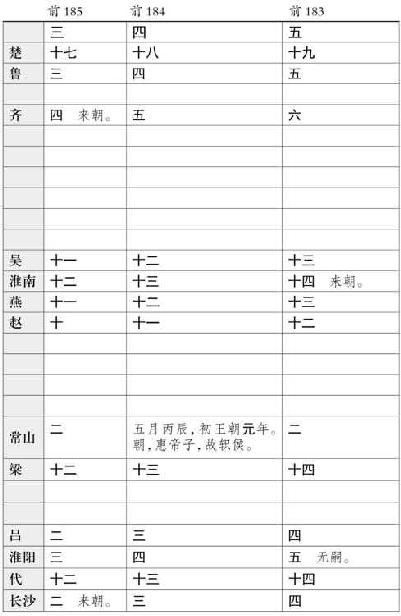 前185 前184 前183
三 四 五
楚 十七 十八 十九
鲁 三 四 五
齐 四 来朝。 五 六
吴 十一 十二 十三
淮南 十二 十三 十四 来朝。
燕 十一 十二 十三
赵 十 十一 十二
常山 二 五月丙辰，初王朝元年。 二
朝，惠帝子，故轵侯。
梁 十二 十三 十四
吕 二 三 四
淮阳 三 四 五 无嗣。
代 十二 十三 十四
长沙 二 来朝。 三 四